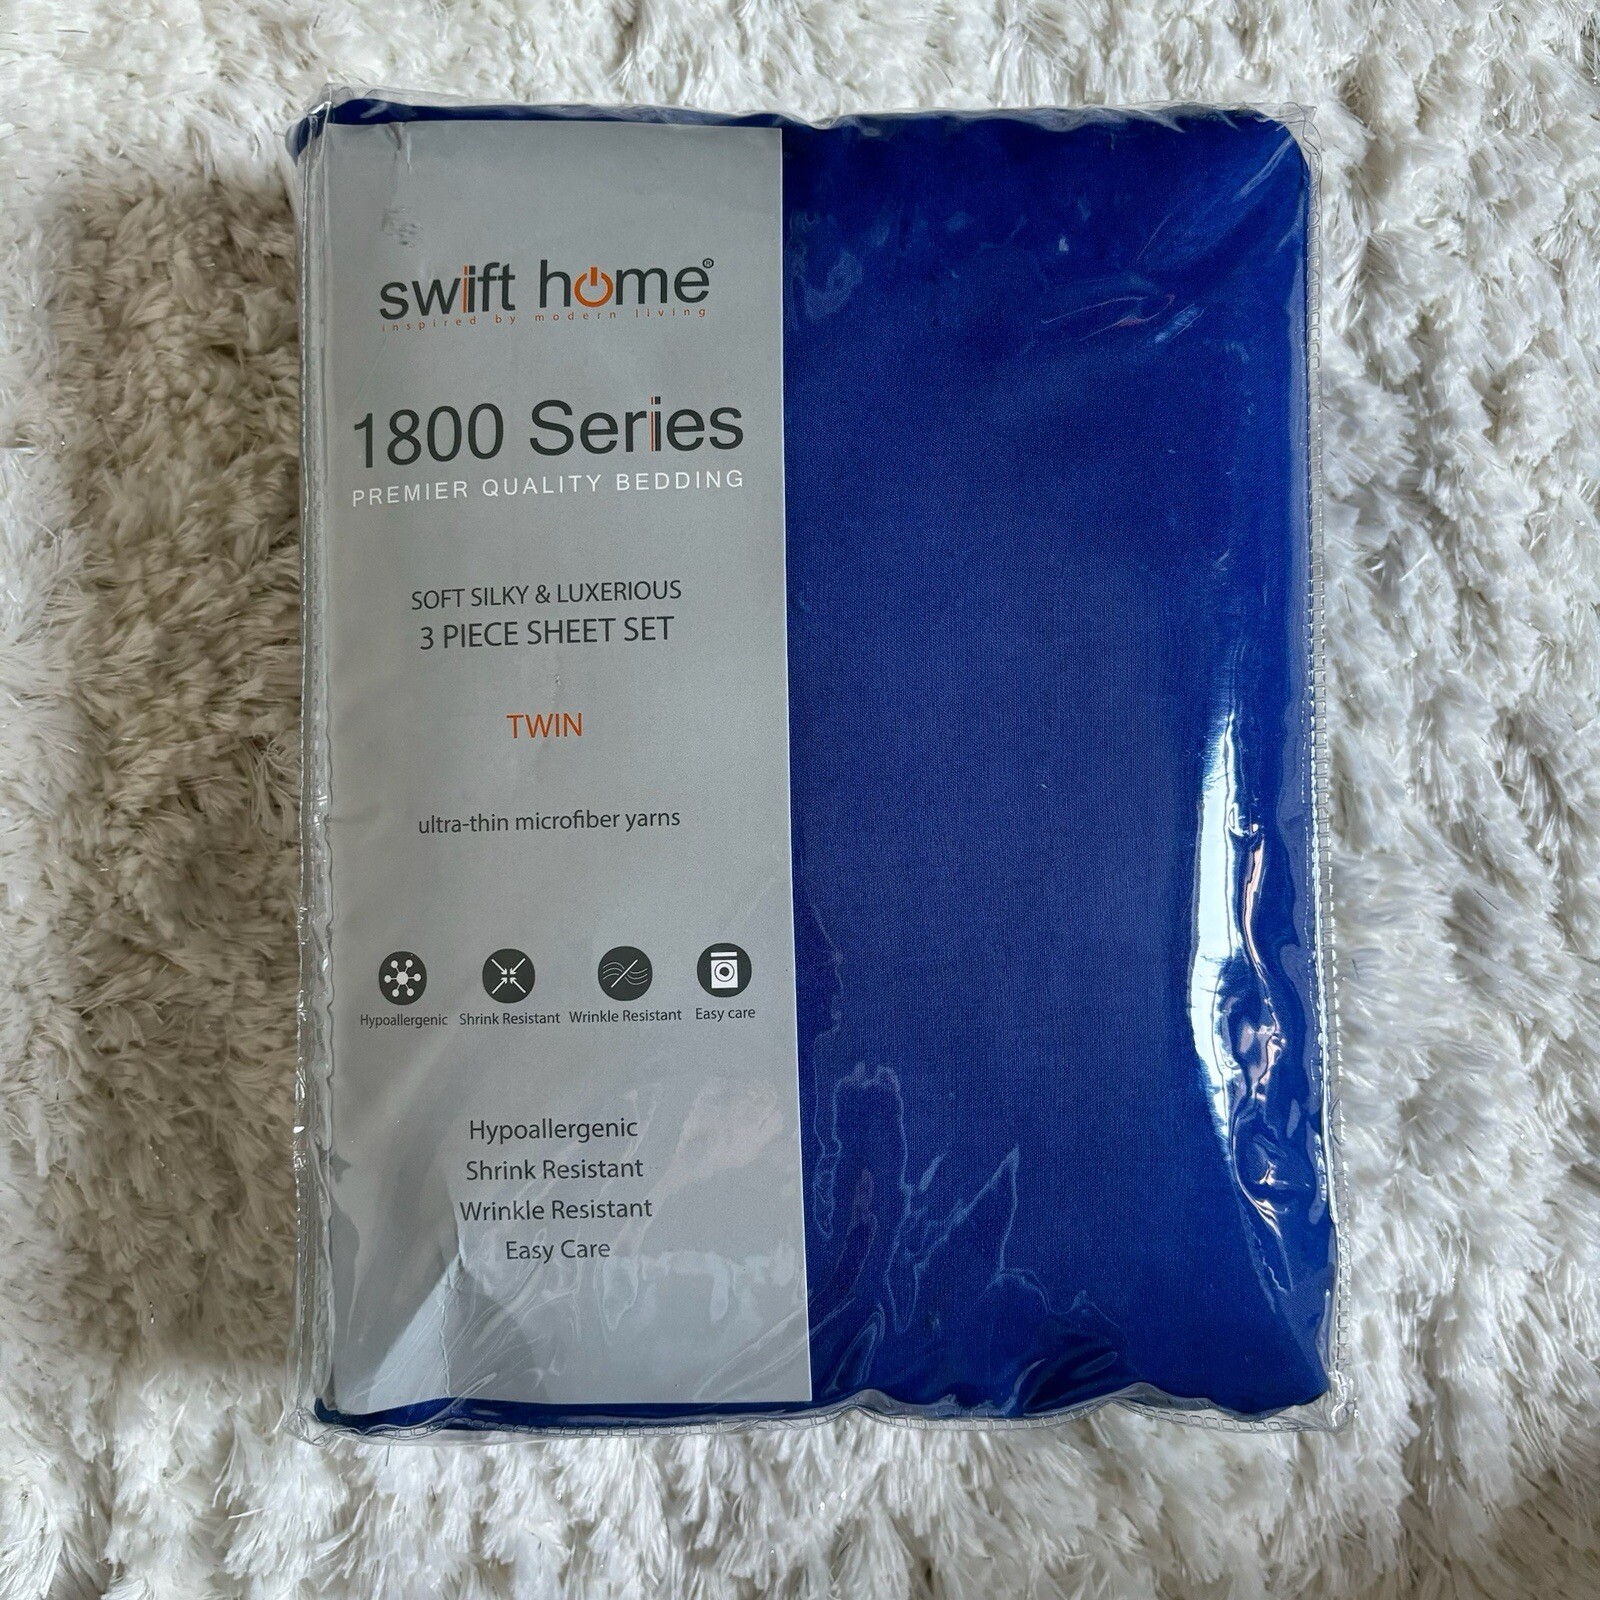 swift home®
inspired by modern living
1800 Series
PREMIER QUALITY BEDDING
SOFT SILKY & LUXERIOUS
3 PIECE SHEET SET
TWIN
ultra-thin microfiber yarns
Hypoallergenic Shrink Resistant Wrinkle Resistant Easy care
Hypoallergenic
Shrink Resistant
Wrinkle Resistant
Easy Care